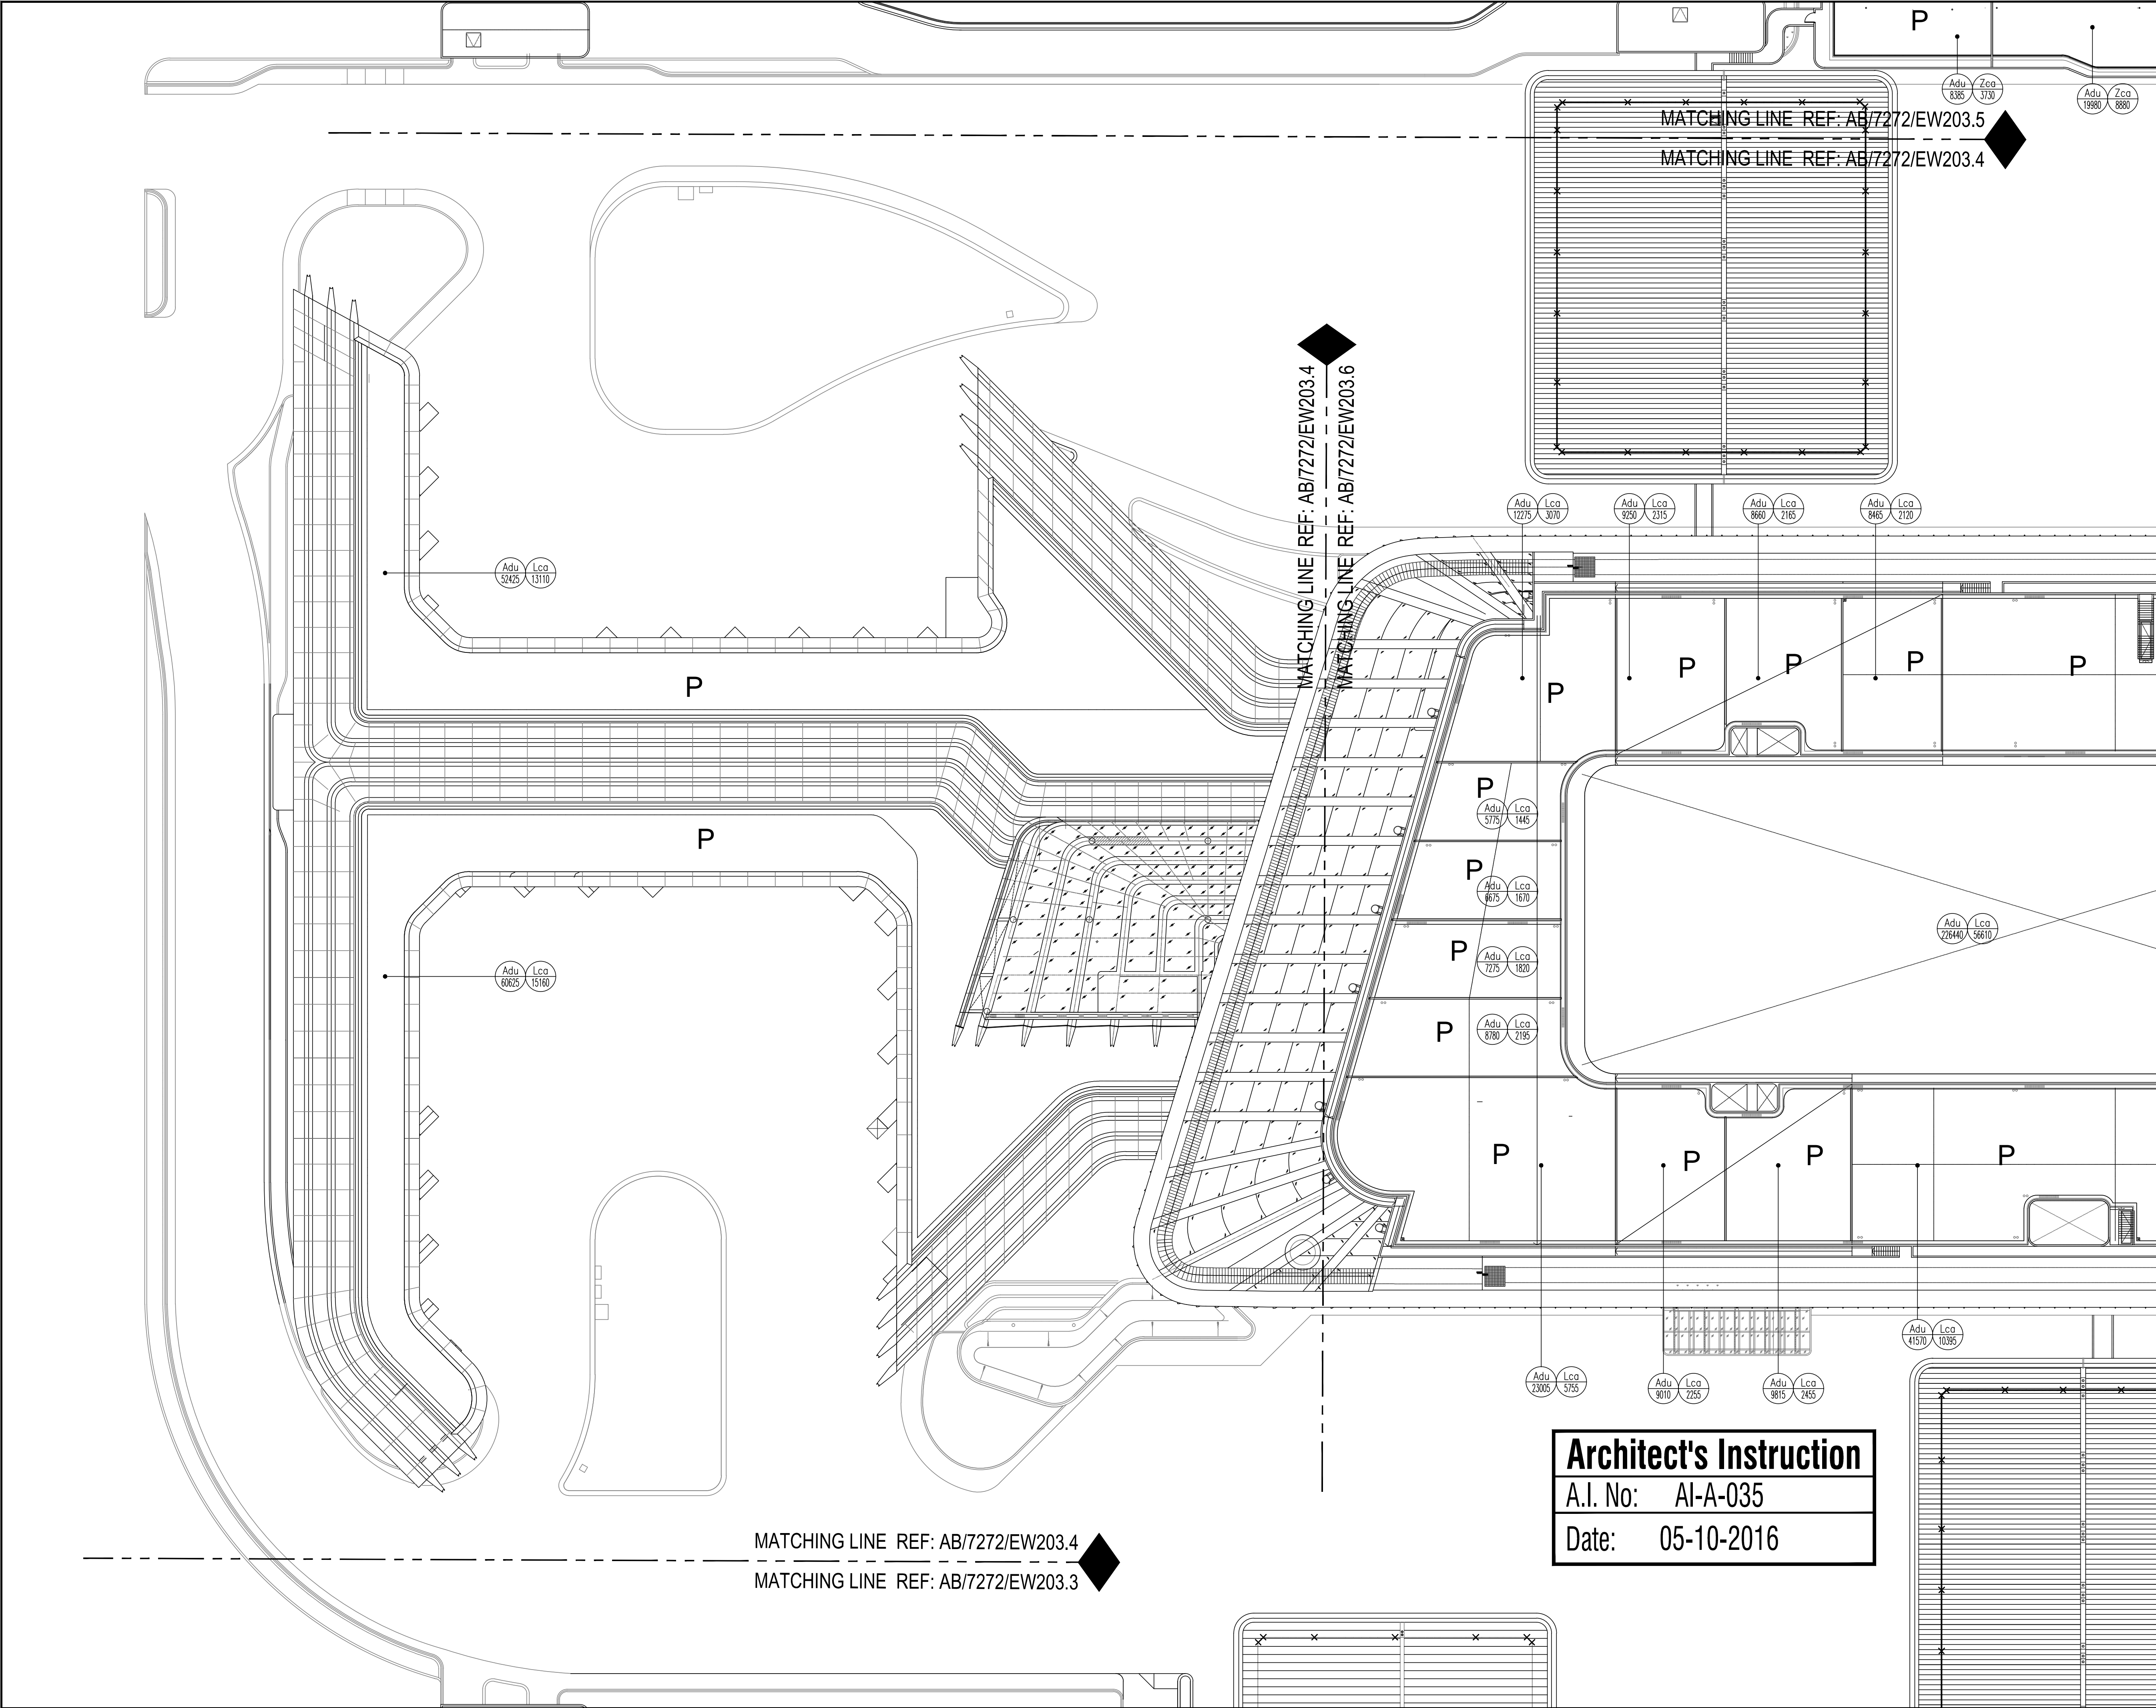 P
Adu Zca
8385 3730
Adu Zca
19980 8880
MATCHING LINE REF: AB/7272/EW203.5
MATCHING LINE REF: AB/7272/EW203.4
MATCHING LINE REF: AB/7272/EW203.4
MATCHING LINE REF: AB/7272/EW203.6
Adu Lca
12275 3070
Adu Lca
9250 2315
Adu Lca
8660 2165
Adu Lca
8465 2120
Adu Lca
52425 13110
P
P
P
P
P
P
P
P
Adu Lca
5775 1445
P
Adu Lca
6675 1670
P
Adu Lca
7275 1820
Adu Lca
226440 56610
Adu Lca
60625 15160
P
Adu Lca
8780 2195
P
P
P
P
Adu Lca
41570 10395
Adu Lca
23005 5755
Adu Lca
9010 2255
Adu Lca
9815 2455
Architect's Instruction
A.I. No: AI-A-035
Date: 05-10-2016
MATCHING LINE REF: AB/7272/EW203.4
MATCHING LINE REF: AB/7272/EW203.3